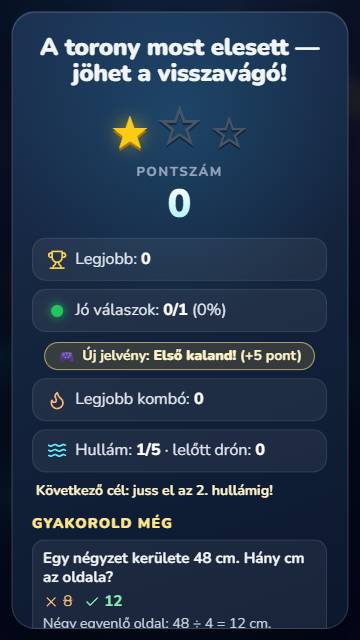 A torony most elesett —
jöhet a visszavágó!
PONTSZÁM
0
Legjobb: 0
Jó válaszok: 0/1 (0%)
Új jelvény: Első kaland! (+5 pont)
Legjobb kombó: 0
Hullám: 1/5 · lelőtt drón: 0
Következő cél: juss el az 2. hullámig!
GYAKOROLD MÉG
Egy négyzet kerülete 48 cm. Hány cm
az oldala?
× 8 ✓ 12
Négy egyenlő oldal: 48 ÷ 4 = 12 cm.